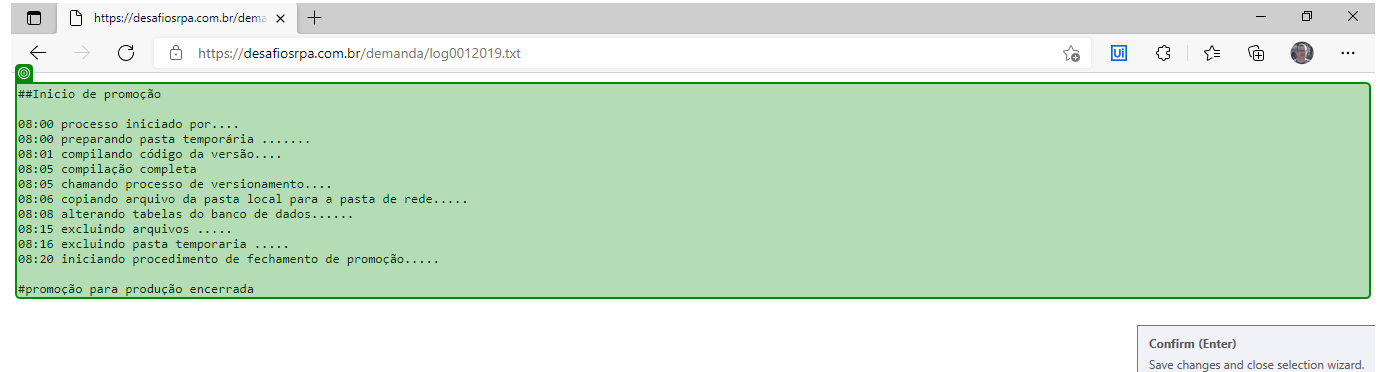 https://desafiosrpa.com.br/dema
https://desafiosrpa.com.br/demanda/log0012019.txt
Ui
##Inicio de promoção
08:00 processo iniciado por....
08:00 preparando pasta temporária .......
08:01 compilando código da versão....
08:05 compilação completa
08:05 chamando processo de versionamento....
08:06 copiando arquivo da pasta local para a pasta de rede.....
08:08 alterando tabelas do banco de dados......
08:15 excluindo arquivos .....
08:16 excluindo pasta temporaria .....
08:20 iniciando procedimento de fechamento de promoção.....
#promoção para produção encerrada
Confirm (Enter)
Save changes and close selection wizard.